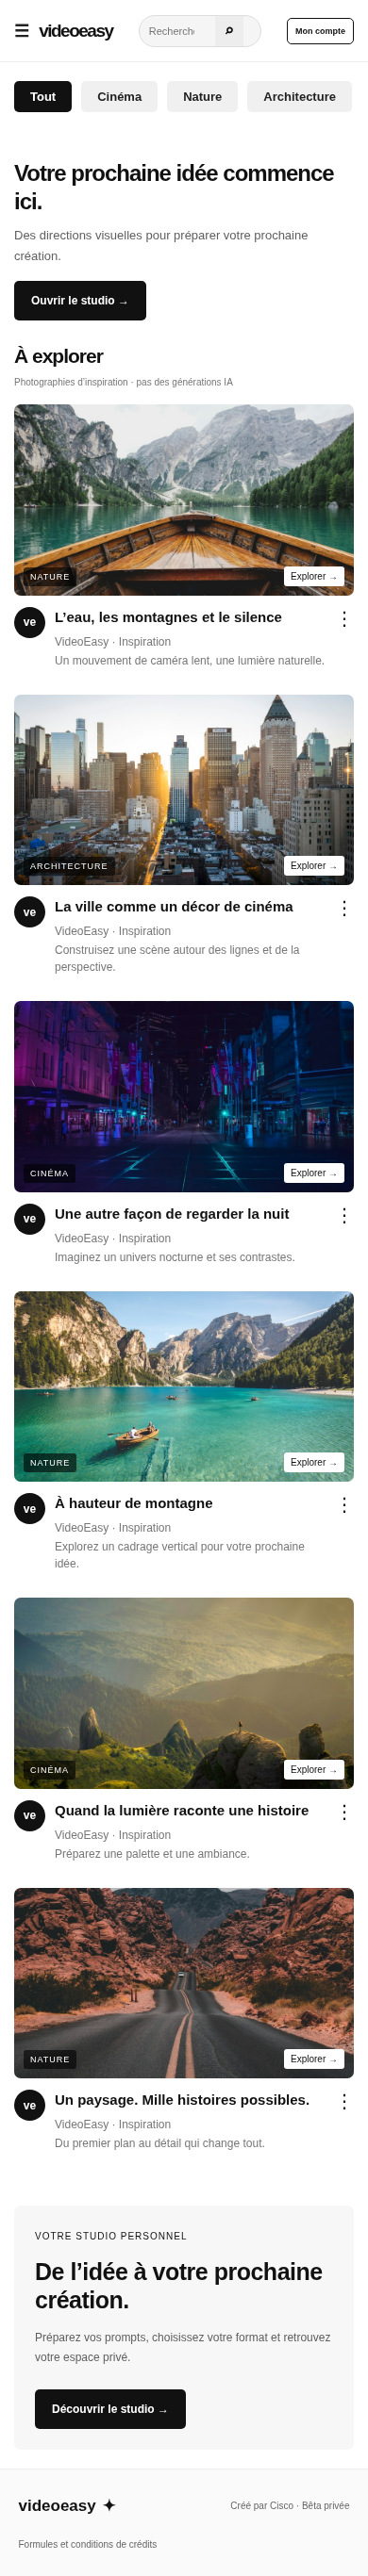 ☰ videoeasy
Recherch
Mon compte
Tout Cinéma Nature Architecture
Votre prochaine idée commence
ici.
Des directions visuelles pour préparer votre prochaine
création.
Ouvrir le studio →
À explorer
Photographies d’inspiration · pas des générations IA
NATURE
Explorer →
ve
L’eau, les montagnes et le silence
VideoEasy · Inspiration
Un mouvement de caméra lent, une lumière naturelle.
ARCHITECTURE
Explorer →
ve
La ville comme un décor de cinéma
VideoEasy · Inspiration
Construisez une scène autour des lignes et de la
perspective.
CINÉMA
Explorer →
ve
Une autre façon de regarder la nuit
VideoEasy · Inspiration
Imaginez un univers nocturne et ses contrastes.
NATURE
Explorer →
ve
À hauteur de montagne
VideoEasy · Inspiration
Explorez un cadrage vertical pour votre prochaine
idée.
CINÉMA
Explorer →
ve
Quand la lumière raconte une histoire
VideoEasy · Inspiration
Préparez une palette et une ambiance.
NATURE
Explorer →
ve
Un paysage. Mille histoires possibles.
VideoEasy · Inspiration
Du premier plan au détail qui change tout.
VOTRE STUDIO PERSONNEL
De l’idée à votre prochaine
création.
Préparez vos prompts, choisissez votre format et retrouvez
votre espace privé.
Découvrir le studio →
videoeasy ✦
Créé par Cisco · Bêta privée
Formules et conditions de crédits